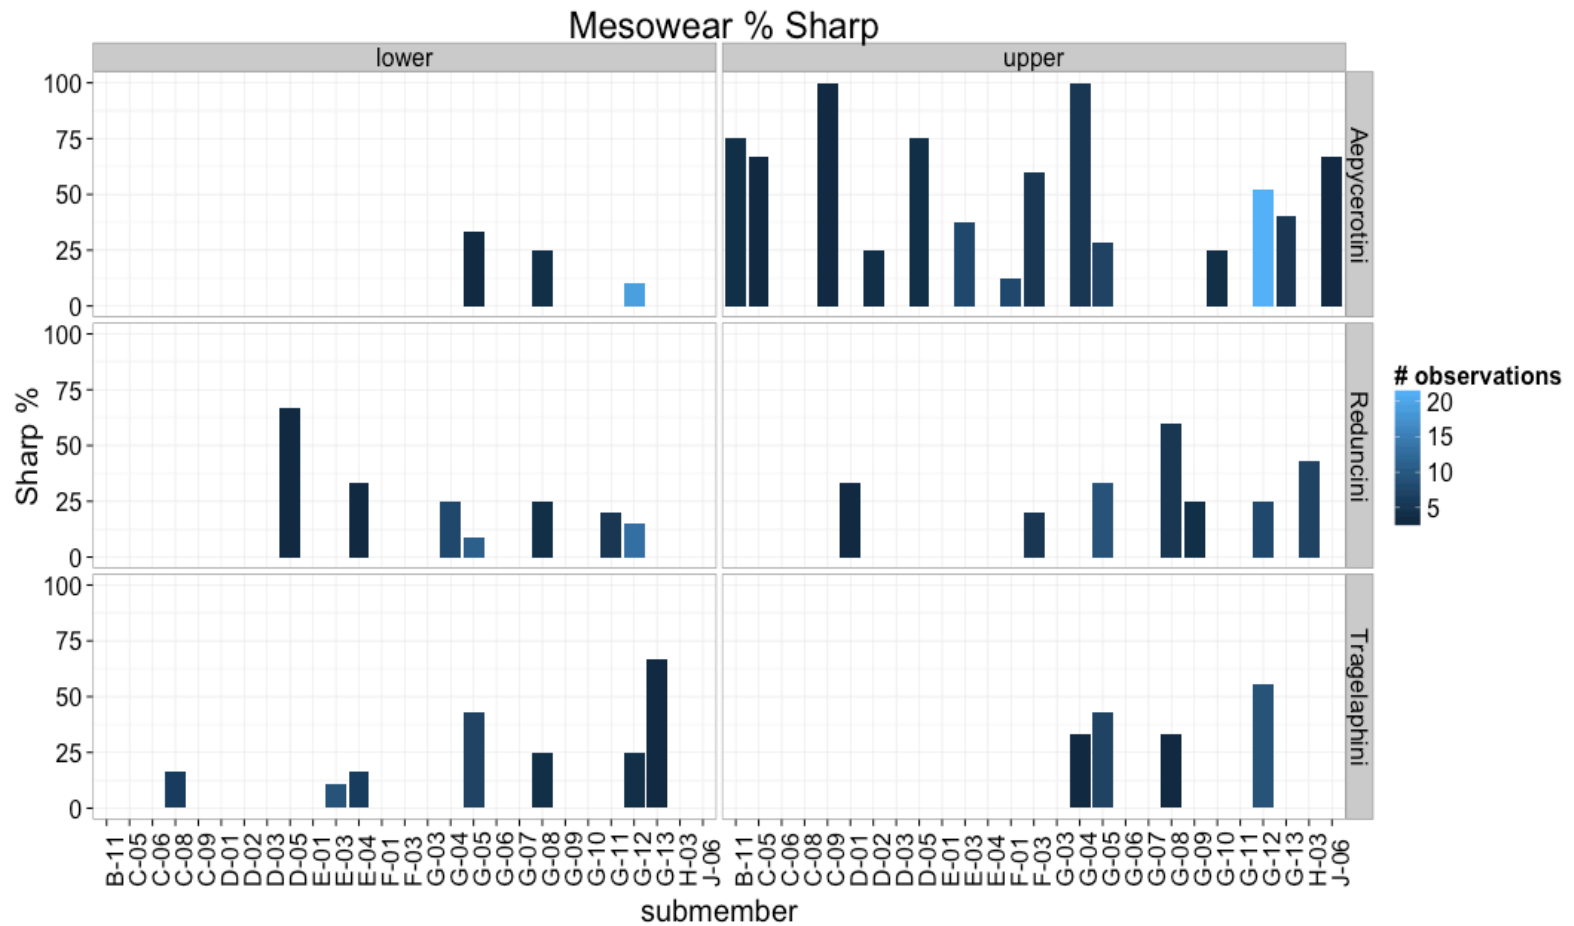 Mesowear % Sharp
lower
upper
100
75
50
25
0
Aepycerotini
100
75
50
25
0
Reduncini
100
75
50
25
0
Tragelaphini
Sharp %
B-11
C-05
C-06
C-08
C-09
D-01
D-02
D-03
D-05
E-01
E-03
E-04
F-01
F-03
G-03
G-04
G-05
G-06
G-07
G-08
G-09
G-10
G-11
G-12
G-13
H-03
J-06
B-11
C-05
C-06
C-08
C-09
D-01
D-02
D-03
D-05
E-01
E-03
E-04
F-01
F-03
G-03
G-04
G-05
G-06
G-07
G-08
G-09
G-10
G-11
G-12
G-13
H-03
J-06
submember
# observations
20
15
10
5